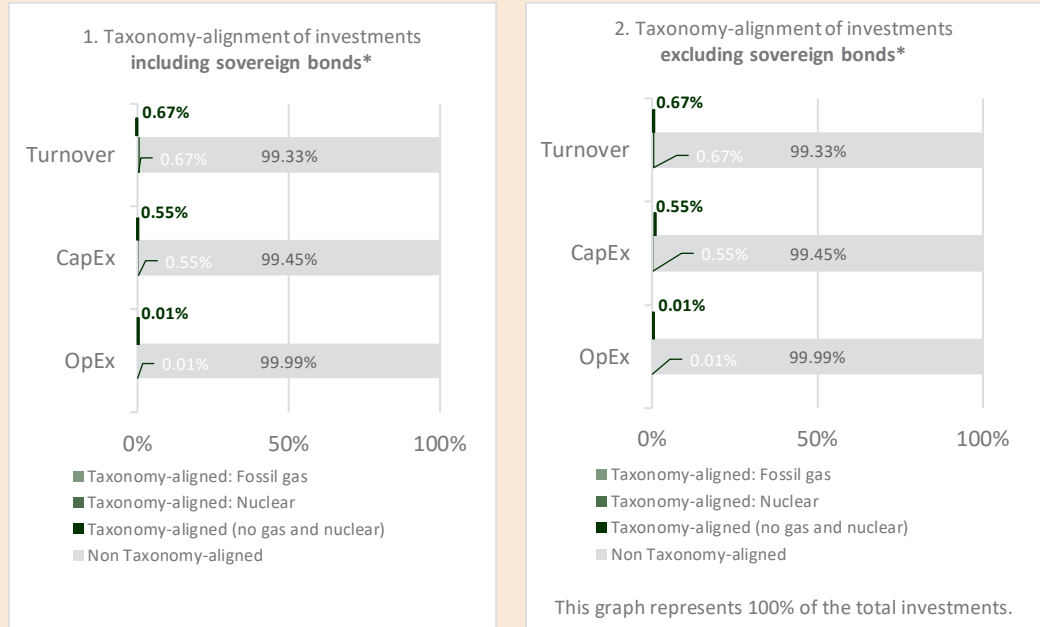 1. Taxonomy-alignment of investments
including sovereign bonds*
0.67%
Turnover
0.67%
99.33%
0.55%
CapEx
0.55%
99.45%
0.01%
OpEx
0.01%
99.99%
0%
50%
100%
Taxonomy-aligned: Fossil gas
Taxonomy-aligned: Nuclear
Taxonomy-aligned (no gas and nuclear)
Non Taxonomy-aligned
2. Taxonomy-alignment of investments
excluding sovereign bonds*
0.67%
Turnover
0.67%
99.33%
0.55%
CapEx
0.55%
99.45%
0.01%
OpEx
0.01%
99.99%
0%
50%
100%
Taxonomy-aligned: Fossil gas
Taxonomy-aligned: Nuclear
Taxonomy-aligned (no gas and nuclear)
Non Taxonomy-aligned
This graph represents 100% of the total investments.